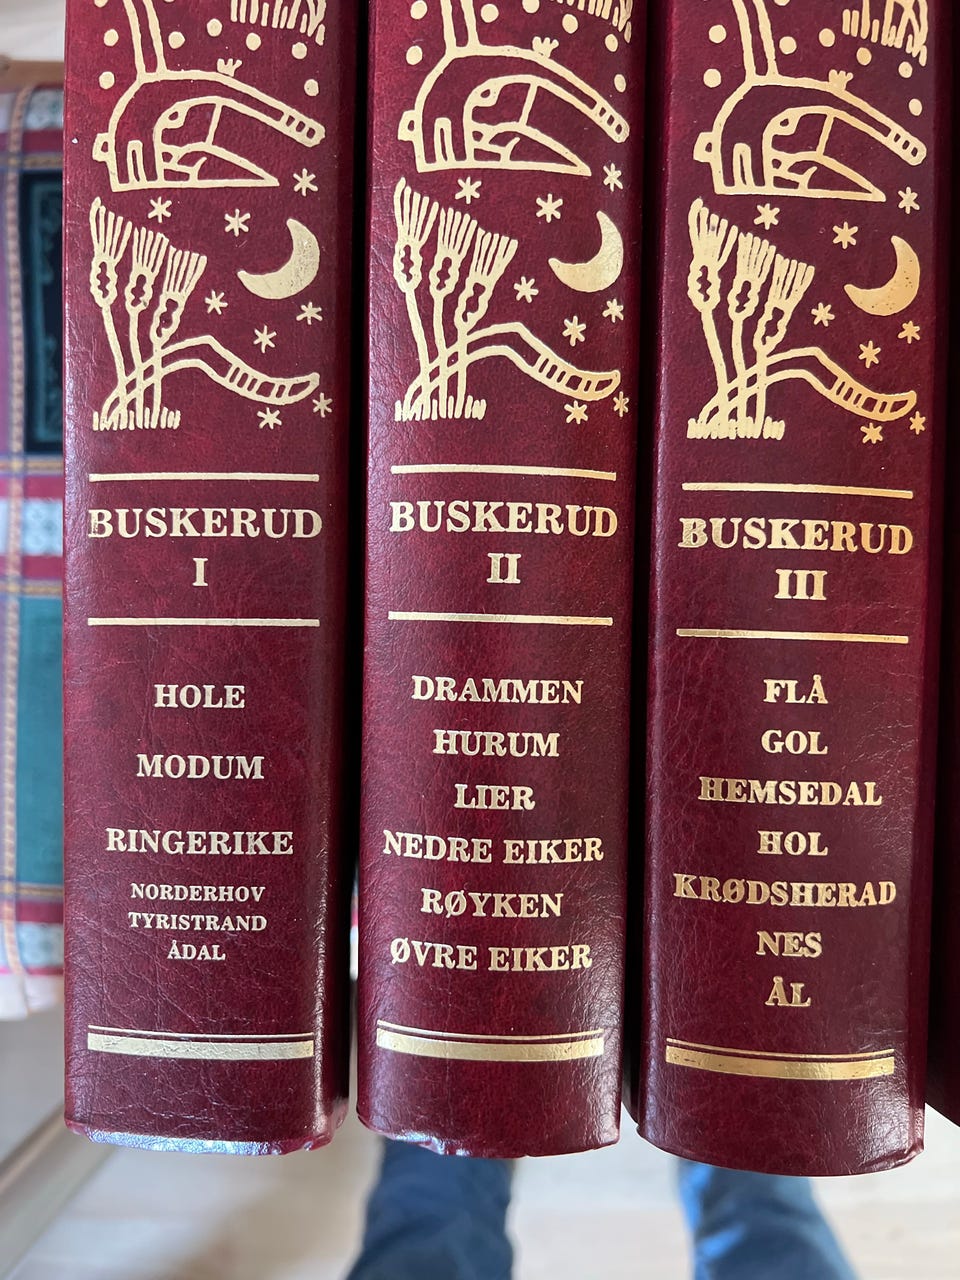 BUSKERUD
I
HOLE
MODUM
RINGERIKE
NORDERHOV
TYRISTRAND
ÅDAL
BUSKERUD
II
DRAMMEN
HURUM
LIER
NEDRE EIKER
RØYKEN
ØVRE EIKER
BUSKERUD
III
FLÅ
GOL
HEMSEDAL
HOL
KRØDSHERAD
NES
ÅL